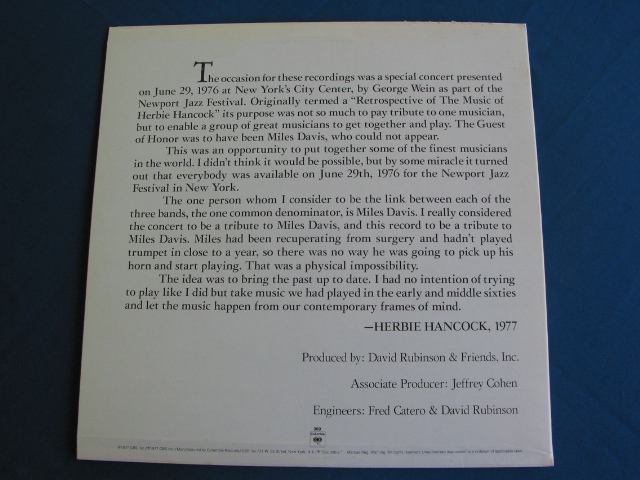 The occasion for these recordings was a special concert presented
on June 29, 1976 at New York's City Center, by George Wein as part of the
Newport Jazz Festival. Originally termed a "Retrospective of The Music of
Herbie Hancock" its purpose was not so much to pay tribute to one musician,
but to enable a group of great musicians to get together and play. The Guest
of Honor was to have been Miles Davis, who could not appear.
This was an opportunity to put together some of the finest musicians
in the world. I didn't think it would be possible, but by some miracle it turned
out that everybody was available on June 29th, 1976 for the Newport Jazz
Festival in New York.
The one person whom I consider to be the link between each of the
three bands, the one common denominator, is Miles Davis. I really considered
the concert to be a tribute to Miles Davis, and this record to be a tribute to
Miles Davis. Miles had been recuperating from surgery and hadn't played
trumpet in close to a year, so there was no way he was going to pick up his
horn and start playing. That was a physical impossibility.
The idea was to bring the past up to date. I had no intention of trying
to play like I did but take music we had played in the early and middle sixties
and let the music happen from our contemporary frames of mind.
—HERBIE HANCOCK, 1977
Produced by: David Rubinson & Friends, Inc.
Associate Producer: Jeffrey Cohen
Engineers: Fred Catero & David Rubinson